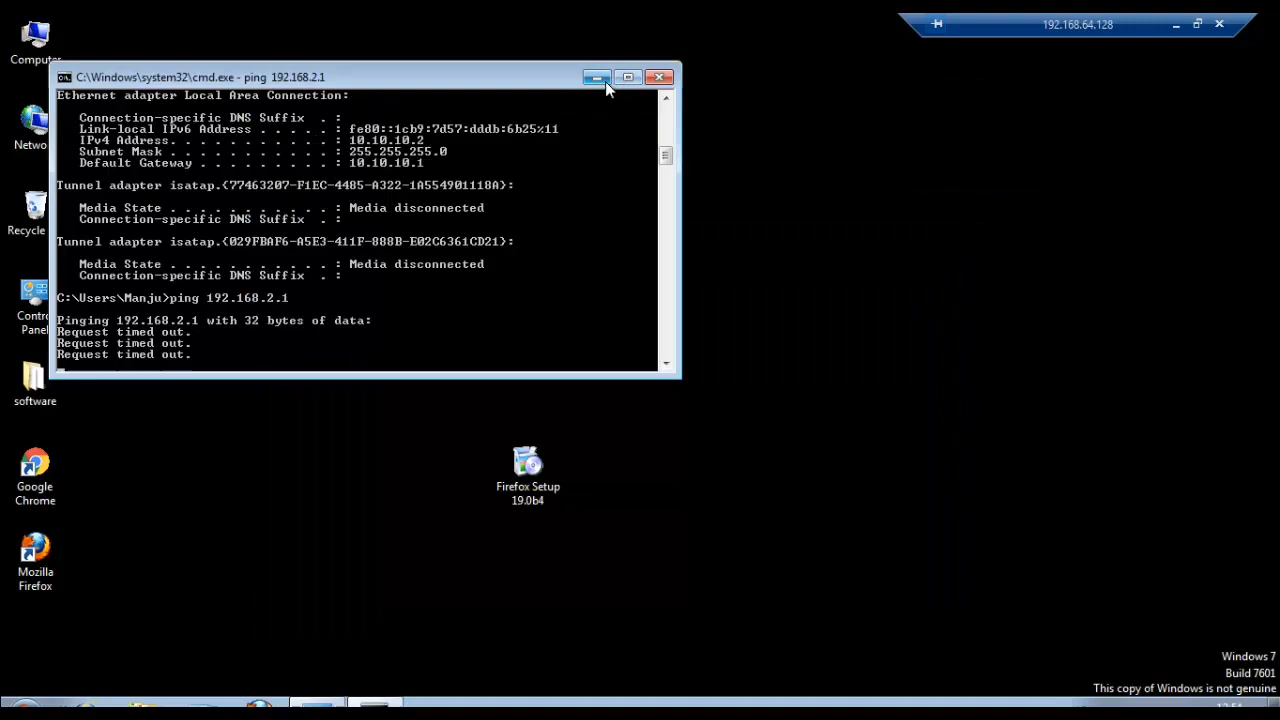 192.168.64.128
Computer
Netwo
Recycle
Contro
Panel
software
Google
Chrome
Mozilla
Firefox
C:\Windows\system32\cmd.exe - ping 192.168.2.1
Ethernet adapter Local Area Connection:
Connection-specific DNS Suffix . :
Link-local IPv6 Address . . . . . : fe80::1cb9:7d57:dddb:6b25%11
IPv4 Address. . . . . . . . . . . : 10.10.10.2
Subnet Mask . . . . . . . . . . . : 255.255.255.0
Default Gateway . . . . . . . . . : 10.10.10.1
Tunnel adapter isatap.{77463207-F1EC-4485-A322-1A554901118A}:
Media State . . . . . . . . . . . : Media disconnected
Connection-specific DNS Suffix . :
Tunnel adapter isatap.{029FBAF6-A5E3-411F-888B-E02C6361CD21}:
Media State . . . . . . . . . . . : Media disconnected
Connection-specific DNS Suffix . :
C:\Users\Manju>ping 192.168.2.1
Pinging 192.168.2.1 with 32 bytes of data:
Request timed out.
Request timed out.
Request timed out.
Firefox Setup
19.0b4
Windows 7
Build 7601
This copy of Windows is not genuine